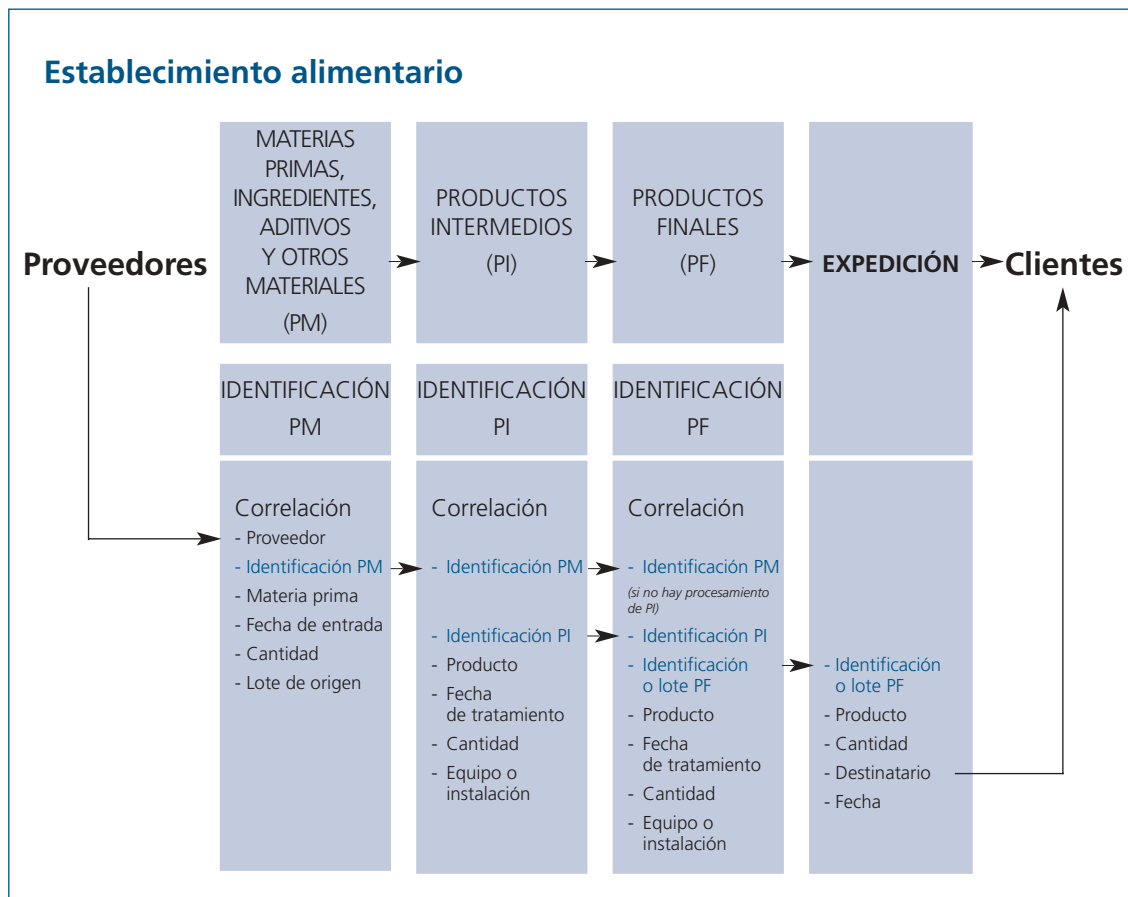 Establecimiento alimentario
Proveedores
MATERIAS
PRIMAS,
INGREDIENTES,
ADITIVOS
Y OTROS
MATERIALES
(PM)
PRODUCTOS
INTERMEDIOS
(PI)
PRODUCTOS
FINALES
(PF)
EXPEDICIÓN
Clientes
IDENTIFICACIÓN
PM
IDENTIFICACIÓN
PI
IDENTIFICACIÓN
PF
Correlación
- Proveedor
- Identificación PM
- Materia prima
- Fecha de entrada
- Cantidad
- Lote de origen
Correlación
- Identificación PM
- Identificación PI
- Producto
- Fecha
de tratamiento
- Cantidad
- Equipo o
instalación
Correlación
- Identificación PM
(si no hay procesamiento
de PI)
- Identificación PI
- Identificación
o lote PF
- Producto
- Fecha
de tratamiento
- Cantidad
- Equipo o
instalación
- Identificación
o lote PF
- Producto
- Cantidad
- Destinatario
- Fecha